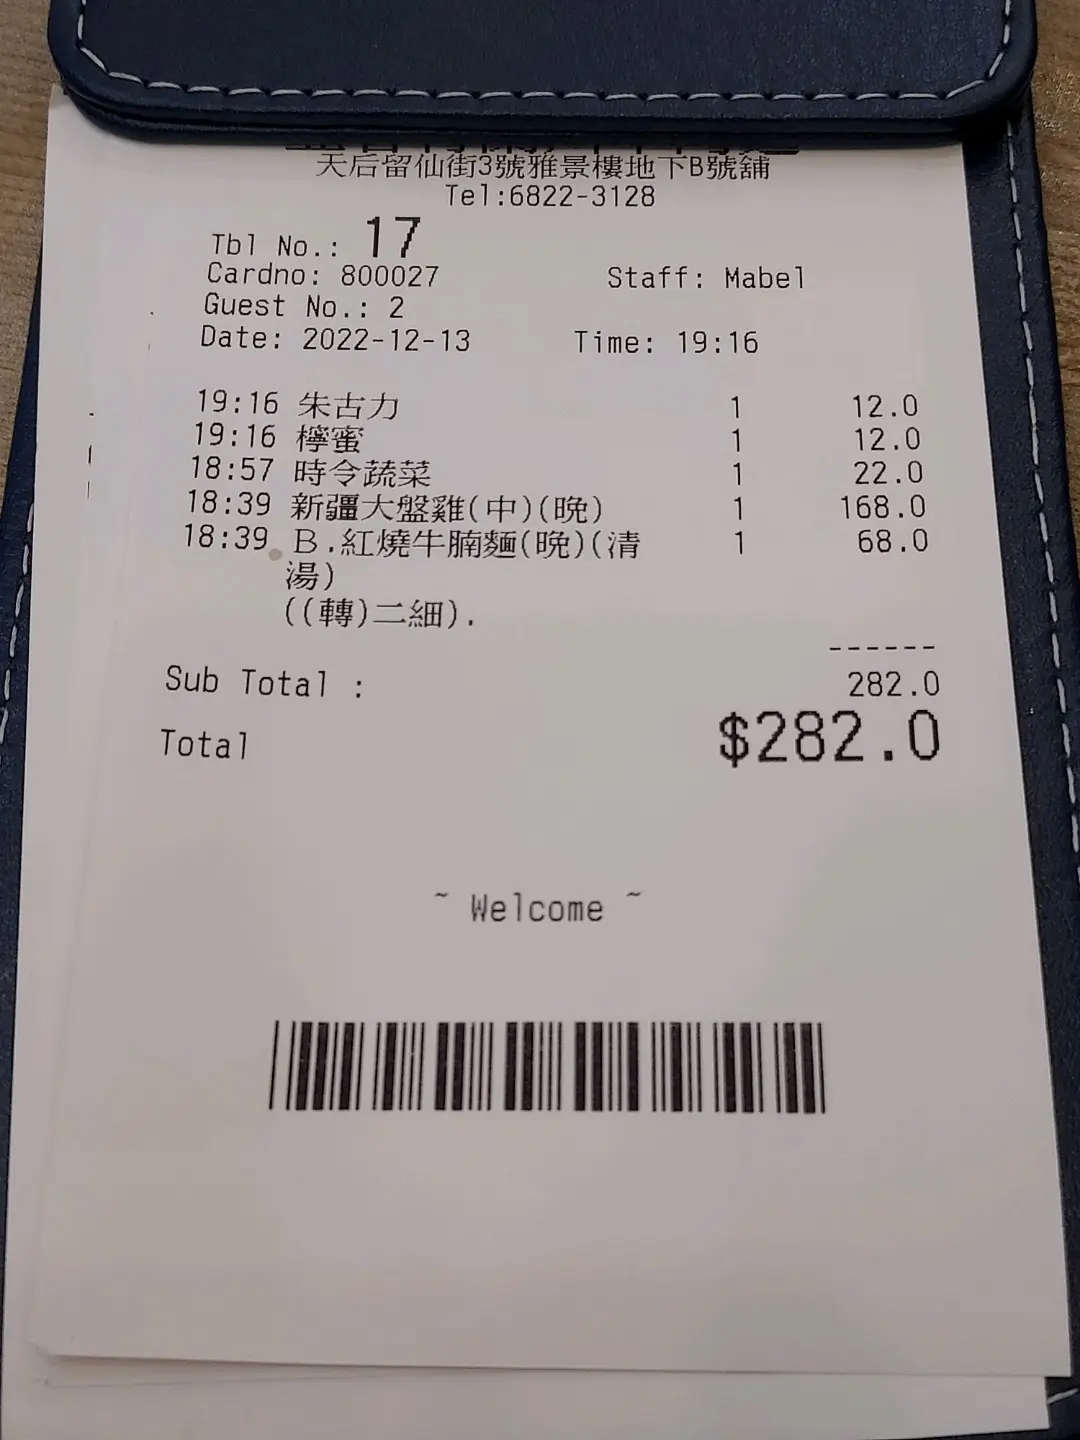 天后留仙街3號雅景樓地下B號舖
Tel:6822-3128
Tbl No.: 17
Cardno: 800027 Staff: Mabel
Guest No.: 2
Date: 2022-12-13 Time: 19:16
19:16 朱古力 1 12.0
19:16 檸蜜 1 12.0
18:57 時令蔬菜 1 22.0
18:39 新疆大盤雞(中)(晚) 1 168.0
18:39 B.紅燒牛腩麵(晚)(清 1 68.0
湯)
((轉)二細).
------
Sub Total : 282.0
Total $282.0
~ Welcome ~